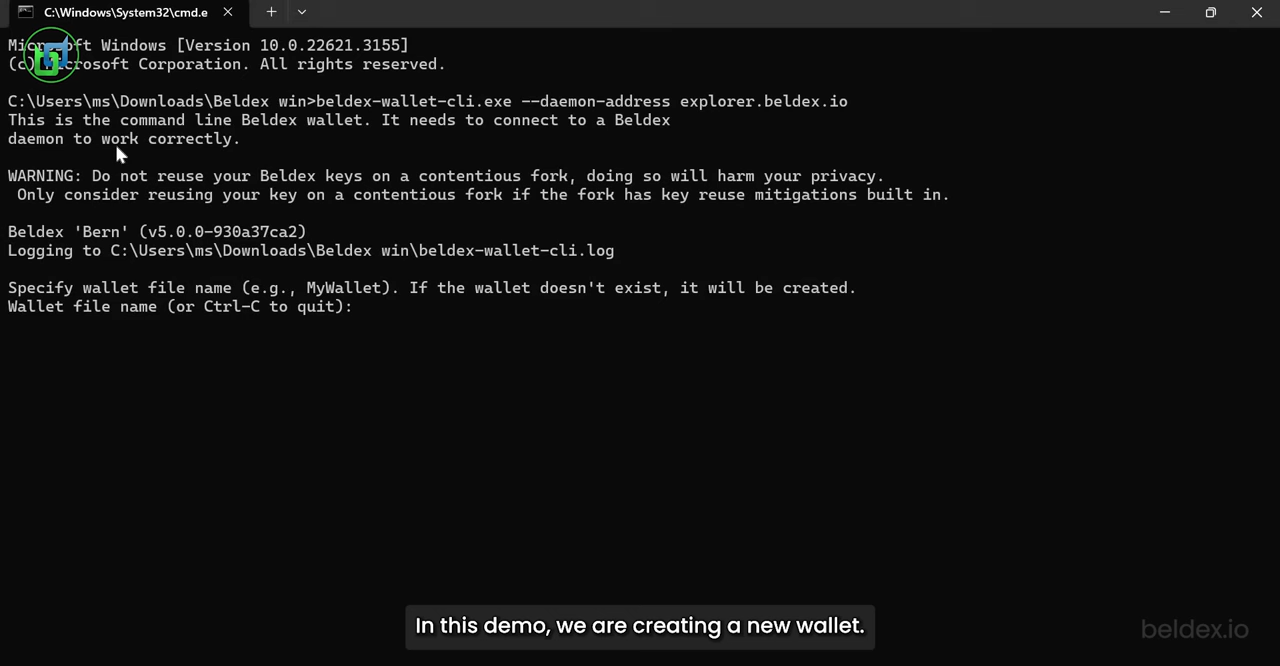 C:\Windows\System32\cmd.e
Microsoft Windows [Version 10.0.22621.3155]
(c) Microsoft Corporation. All rights reserved.
C:\Users\ms\Downloads\Beldex win>beldex-wallet-cli.exe --daemon-address explorer.beldex.io
This is the command line Beldex wallet. It needs to connect to a Beldex
daemon to work correctly.
WARNING: Do not reuse your Beldex keys on a contentious fork, doing so will harm your privacy.
Only consider reusing your key on a contentious fork if the fork has key reuse mitigations built in.
Beldex 'Bern' (v5.0.0-930a37ca2)
Logging to C:\Users\ms\Downloads\Beldex win\beldex-wallet-cli.log
Specify wallet file name (e.g., MyWallet). If the wallet doesn't exist, it will be created.
Wallet file name (or Ctrl-C to quit):
In this demo, we are creating a new wallet.
beldex.io